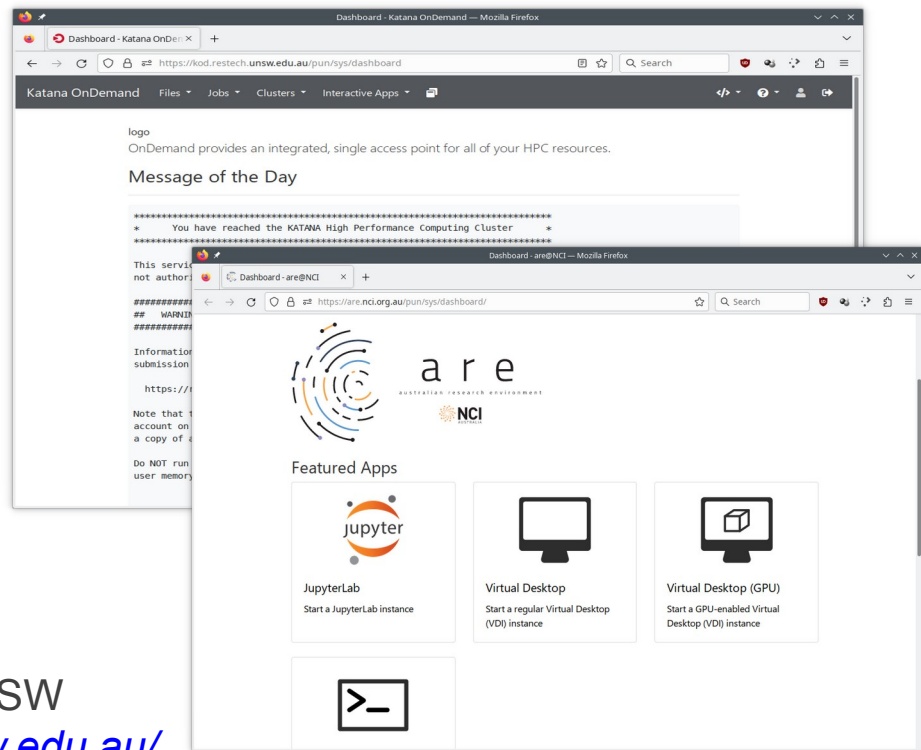 Dashboard - Katana OnDemand — Mozilla Firefox
Dashboard - Katana OnDem
https://kod.restech.unsw.edu.au/pun/sys/dashboard
Search
Katana OnDemand Files Jobs Clusters Interactive Apps
logo
OnDemand provides an integrated, single access point for all of your HPC resources.
Message of the Day
***************************************************************************
* You have reached the KATANA High Performance Computing Cluster *
***************************************************************************
This servic
not authori
###########
## WARNIN
###########
Information
submission
https://r
Note that t
account on
a copy of a
Do NOT run
user memory
Dashboard - are@NCI — Mozilla Firefox
Dashboard - are@NCI
https://are.nci.org.au/pun/sys/dashboard/
Search
are
australian research environment
NCI
AUSTRALIA
Featured Apps
jupyter
JupyterLab
Start a JupyterLab instance
Virtual Desktop
Start a regular Virtual Desktop
(VDI) instance
Virtual Desktop (GPU)
Start a GPU-enabled Virtual
Desktop (VDI) instance
>_
SW
.edu.au/